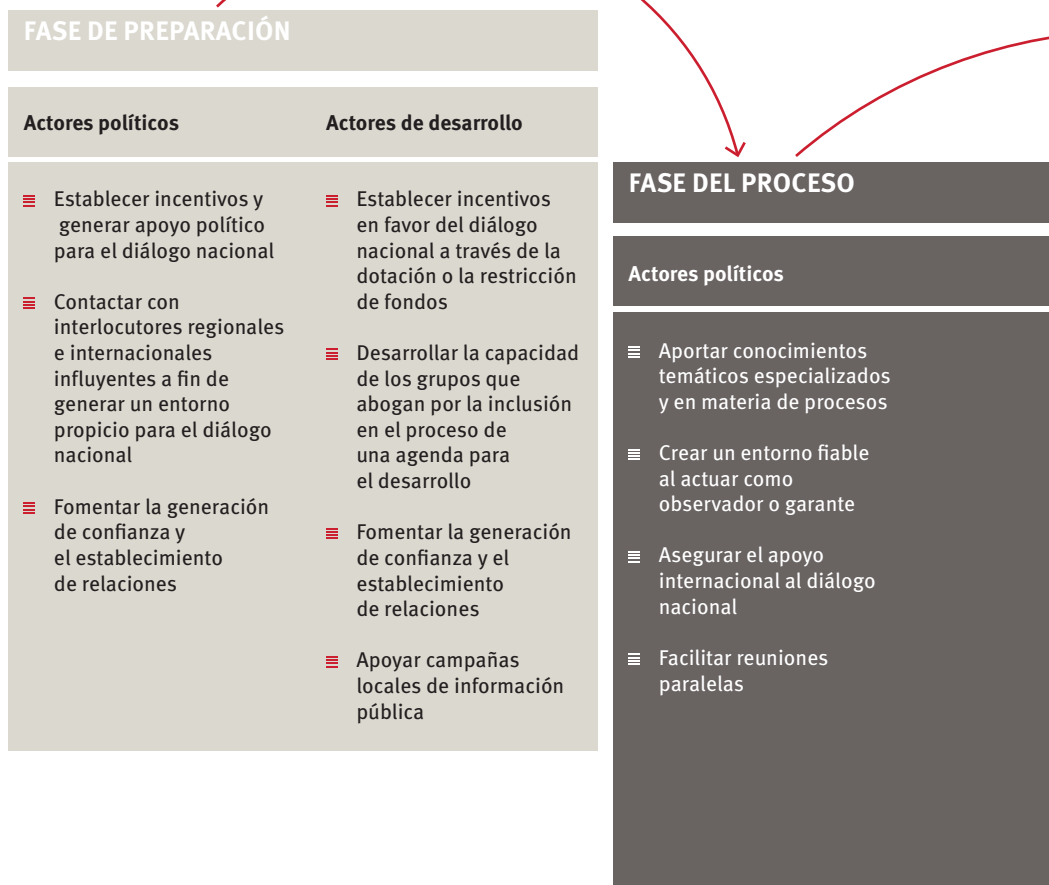 FASE DE PREPARACIÓN
Actores políticos
Establecer incentivos y
generar apoyo político
para el diálogo nacional
Contactar con
interlocutores regionales
e internacionales
influyentes a fin de
generar un entorno
propicio para el diálogo
nacional
Fomentar la generación
de confianza y
el establecimiento
de relaciones
Actores de desarrollo
Establecer incentivos
en favor del diálogo
nacional a través de la
dotación o la restricción
de fondos
Desarrollar la capacidad
de los grupos que
abogan por la inclusión
en el proceso de
una agenda para
el desarrollo
Fomentar la generación
de confianza y el
establecimiento
de relaciones
Apoyar campañas
locales de información
pública
FASE DEL PROCESO
Actores políticos
Aportar conocimientos
temáticos especializados
y en materia de procesos
Crear un entorno fiable
al actuar como
observador o garante
Asegurar el apoyo
internacional al diálogo
nacional
Facilitar reuniones
paralelas